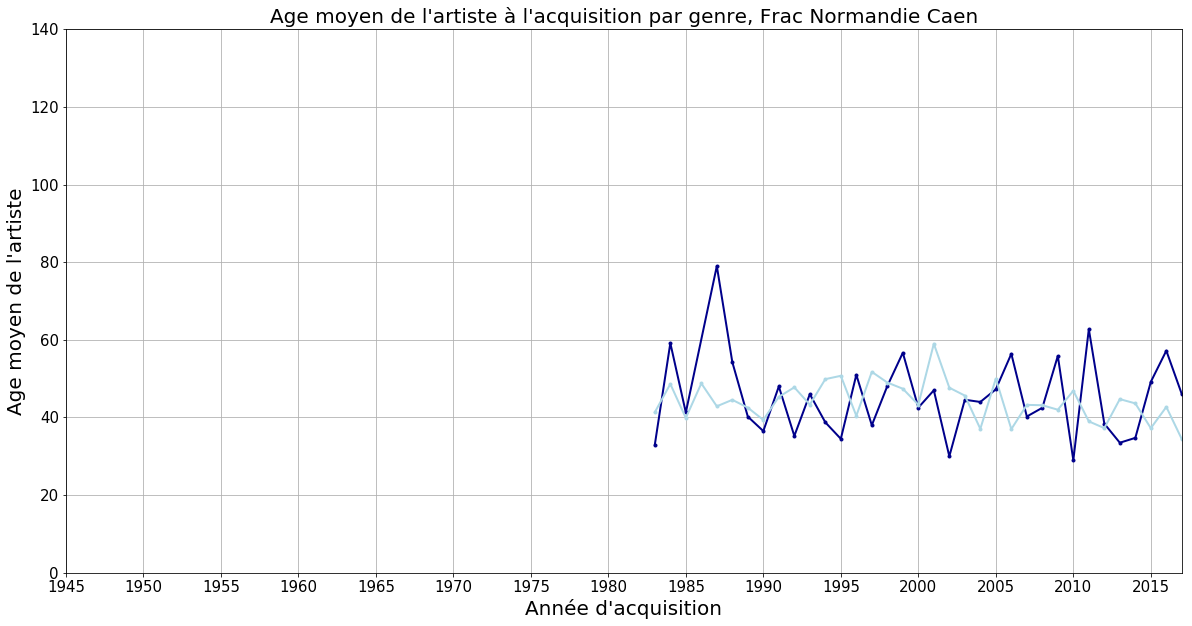 Age moyen de l'artiste à l'acquisition par genre, Frac Normandie Caen
140
120
100
80
60
40
20
0
Age moyen de l'artiste
1945 1950 1955 1960 1965 1970 1975 1980 1985 1990 1995 2000 2005 2010 2015
Année d'acquisition